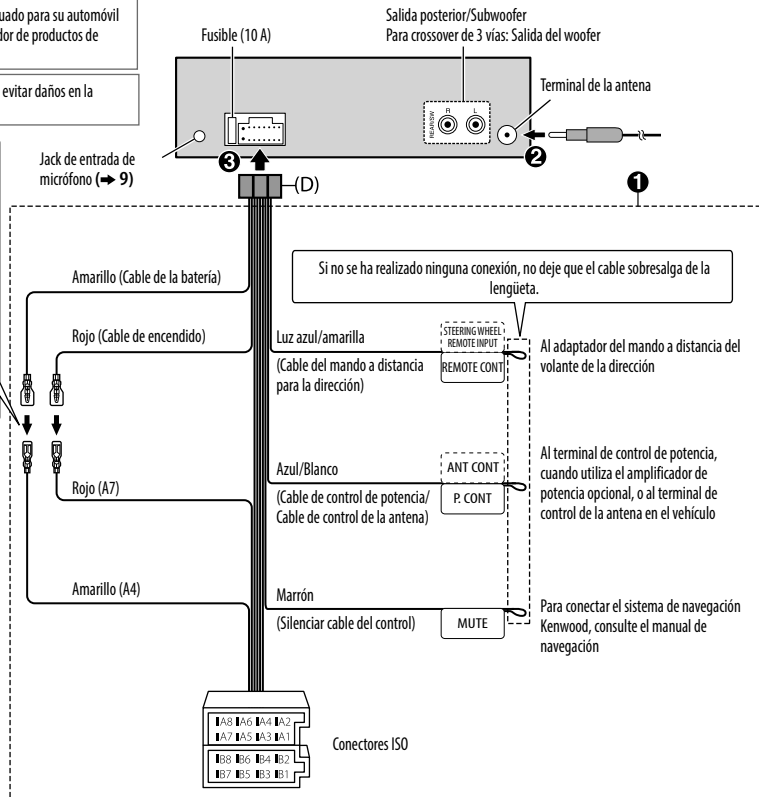 uado para su automóvil
dor de productos de
evitar daños en la
Fusible (10 A)
Salida posterior/Subwoofer
Para crossover de 3 vías: Salida del woofer
Terminal de la antena
REAR/SW
R
L
Jack de entrada de
micrófono (➜ 9)
❸
❷
❶
(D)
Si no se ha realizado ninguna conexión, no deje que el cable sobresalga de la
lengüeta.
Amarillo (Cable de la batería)
Rojo (Cable de encendido)
Luz azul/amarilla
(Cable del mando a distancia
para la dirección)
STEERING WHEEL
REMOTE INPUT
REMOTE CONT
Al adaptador del mando a distancia del
volante de la dirección
Rojo (A7)
Azul/Blanco
(Cable de control de potencia/
Cable de control de la antena)
ANT CONT
P. CONT
Al terminal de control de potencia,
cuando utiliza el amplificador de
potencia opcional, o al terminal de
control de la antena en el vehículo
Amarillo (A4)
Marrón
(Silenciar cable del control)
MUTE
Para conectar el sistema de navegación
Kenwood, consulte el manual de
navegación
A8 A6 A4 A2
A7 A5 A3 A1
B8 B6 B4 B2
B7 B5 B3 B1
Conectores ISO